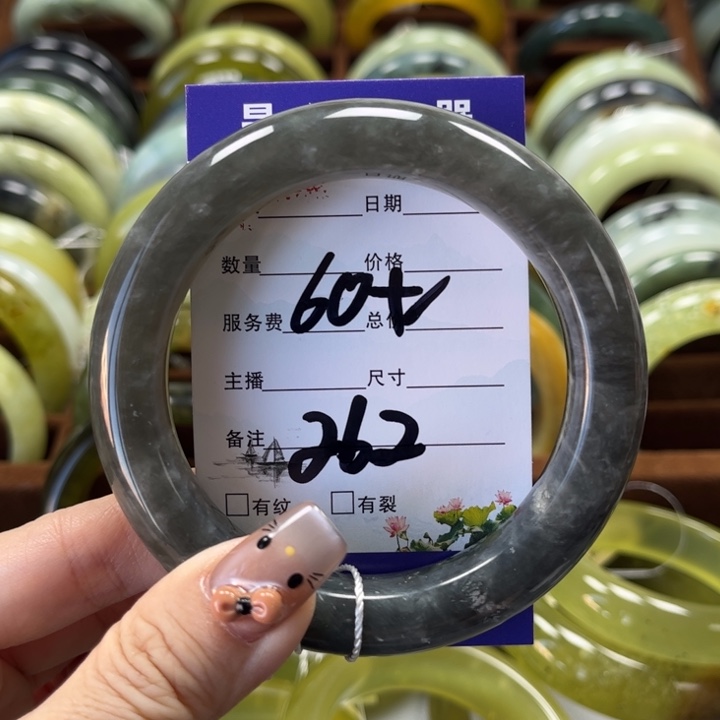 日期
数量 价格
60+
服务费 总
主播 尺寸
262
备注
□有纹 □有裂